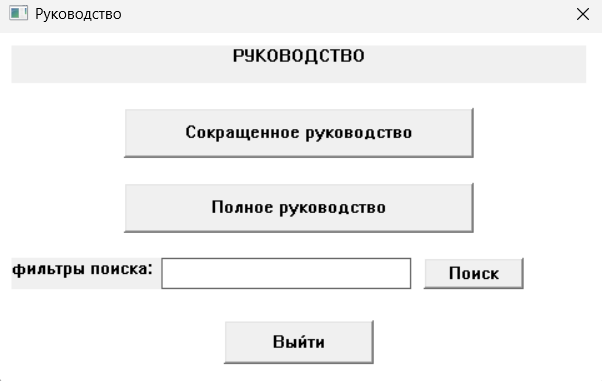 Руководство
РУКОВОДСТВО
Сокращенное руководство
Полное руководство
фильтры поиска:
Поиск
Выйти